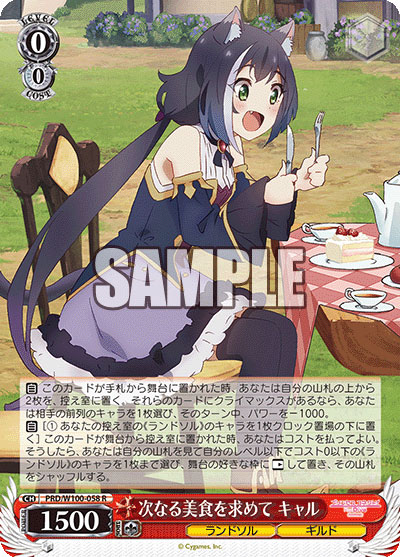 LEVEL
0
0
COST
SAMPLE
自 このカードが手札から舞台に置かれた時、あなたは自分の山札の上から
2枚を、控え室に置く。それらのカードにクライマックスがあるなら、あな
たは相手の前列のキャラを1枚選び、そのターン中、パワーを－1000。
自 [① あなたの控え室の《ランドソル》のキャラを1枚クロック置場の下に置
く] このカードが舞台から控え室に置かれた時、あなたはコストを払ってよい。
そうしたら、あなたは自分の山札を見て自分のレベル以下でコスト0以下の《ラ
ンドソル》のキャラを1枚まで選び、舞台の好きな枠に して置き、その山札
をシャッフルする。
CH PRD/W100-058 R
1500
次なる美食を求めて キャル
ランドソル
ギルド
© Cygames, Inc.